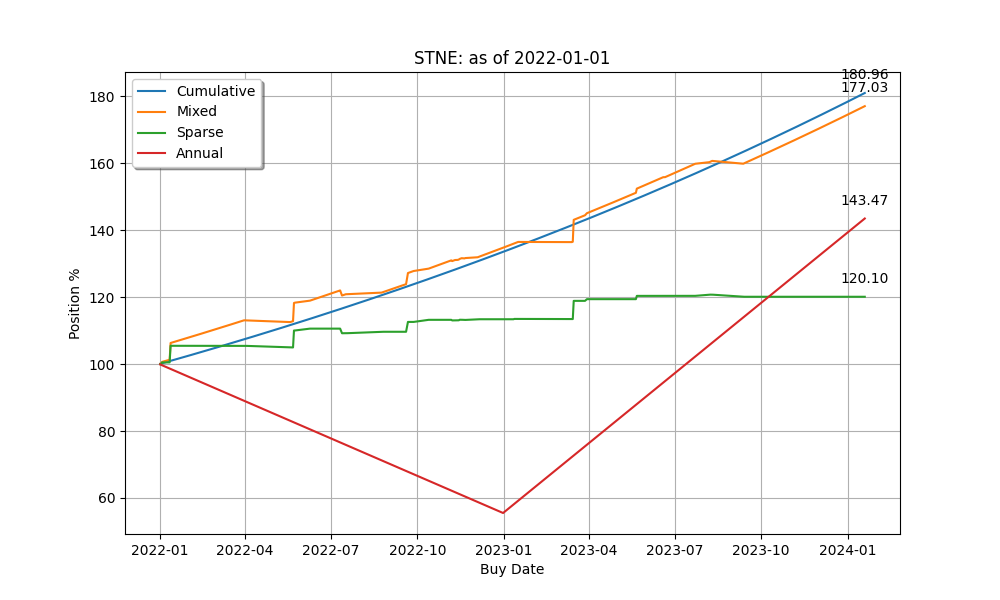 STNE: as of 2022-01-01
Cumulative
Mixed
Sparse
Annual
180.96
177.03
143.47
120.10
Position %
180
160
140
120
100
80
60
2022-01 2022-04 2022-07 2022-10 2023-01 2023-04 2023-07 2023-10 2024-01
Buy Date